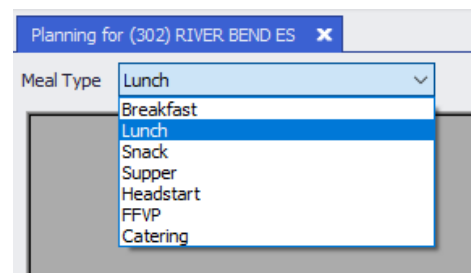 Planning for (302) RIVER BEND ES X
Meal Type Lunch
Breakfast
Lunch
Snack
Supper
Headstart
FFVP
Catering